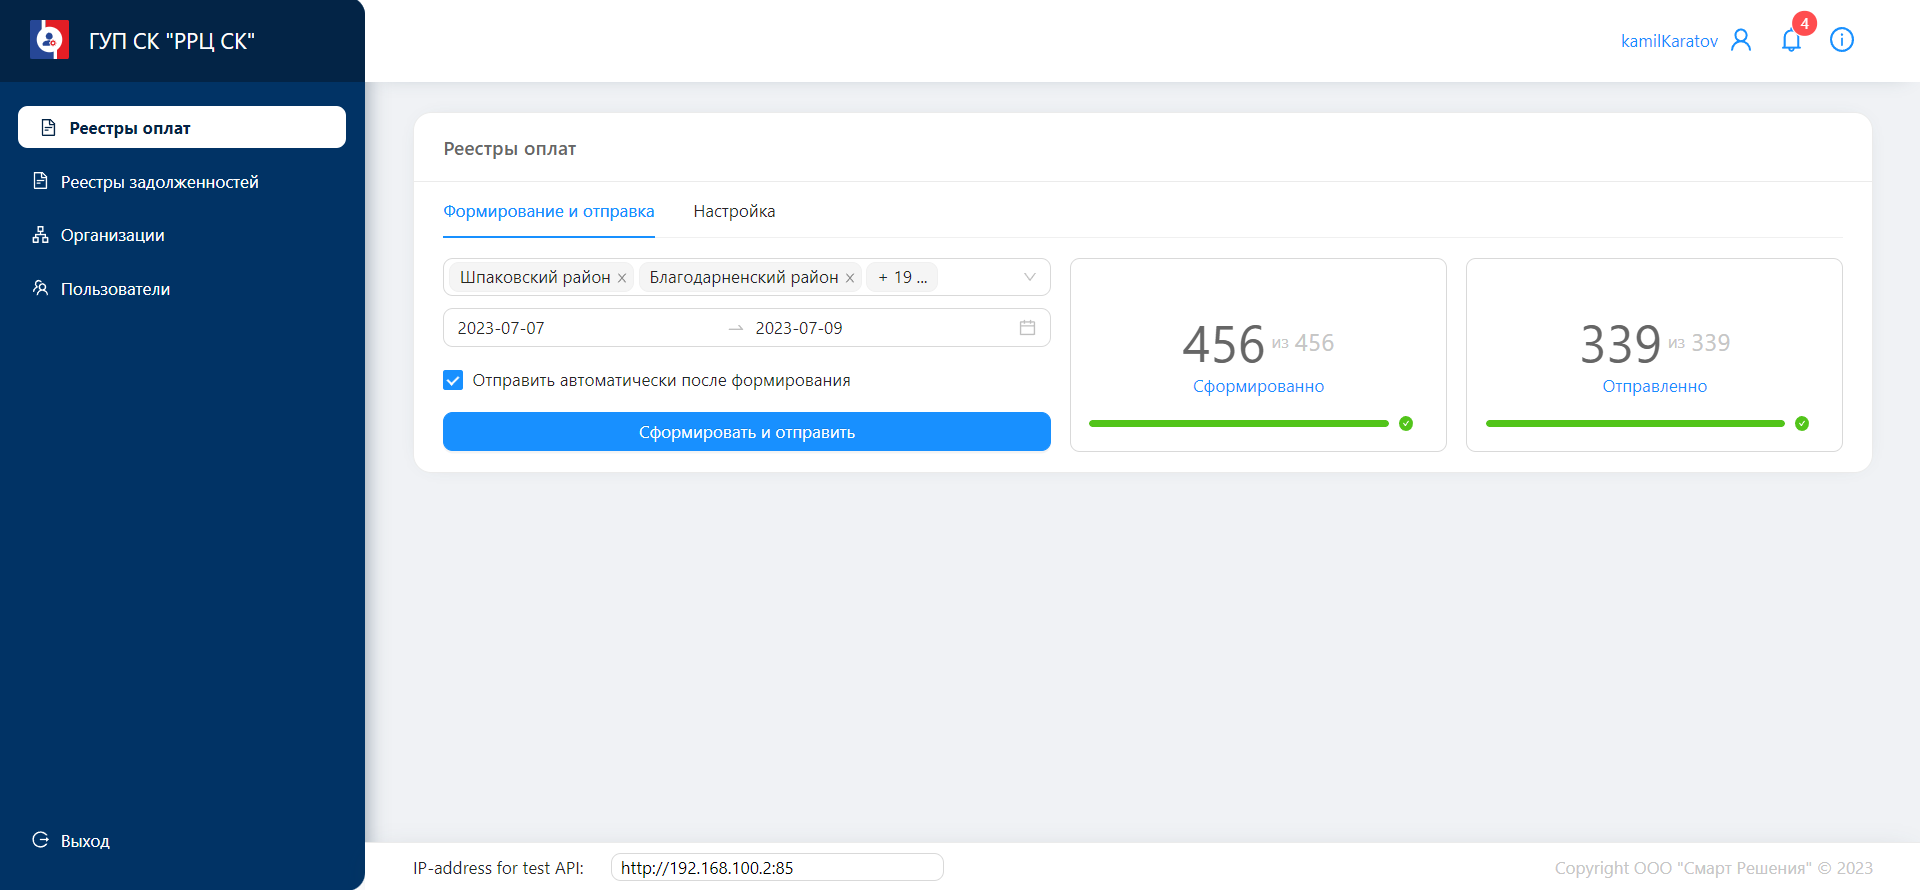 ГУП СК "РРЦ СК"
kamilKaratov
4
Реестры оплат
Реестры задолженностей
Организации
Пользователи
Выход
Реестры оплат
Формирование и отправка
Настройка
Шпаковский район
Благодарненский район
+ 19 ...
2023-07-07
2023-07-09
Отправить автоматически после формирования
Сформировать и отправить
456 из 456
Сформированно
339 из 339
Отправленно
IP-address for test API:
http://192.168.100.2:85
Copyright ООО "Смарт Решения" © 2023